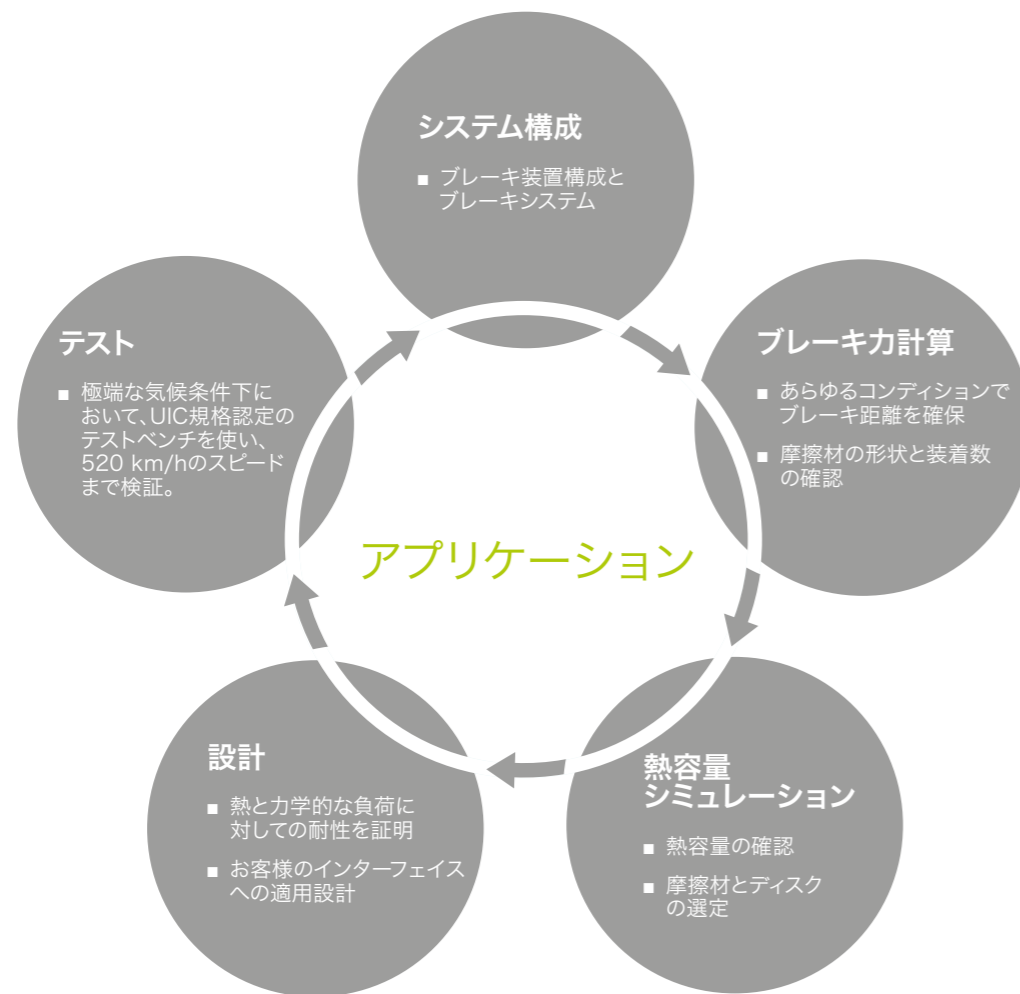 システム構成
■ ブレーキ装置構成と
ブレーキシステム
ブレーキ力計算
■ あらゆるコンディションで
ブレーキ距離を確保
■ 摩擦材の形状と装着数
の確認
熱容量
シミュレーション
■ 熱容量の確認
■ 摩擦材とディスク
の選定
設計
■ 熱と力学的な負荷に
対しての耐性を証明
■ お客様のインターフェイス
への適用設計
テスト
■ 極端な気候条件下に
おいて、UIC規格認定の
テストベンチを使い、
520 km/hのスピード
まで検証。
アプリケーション